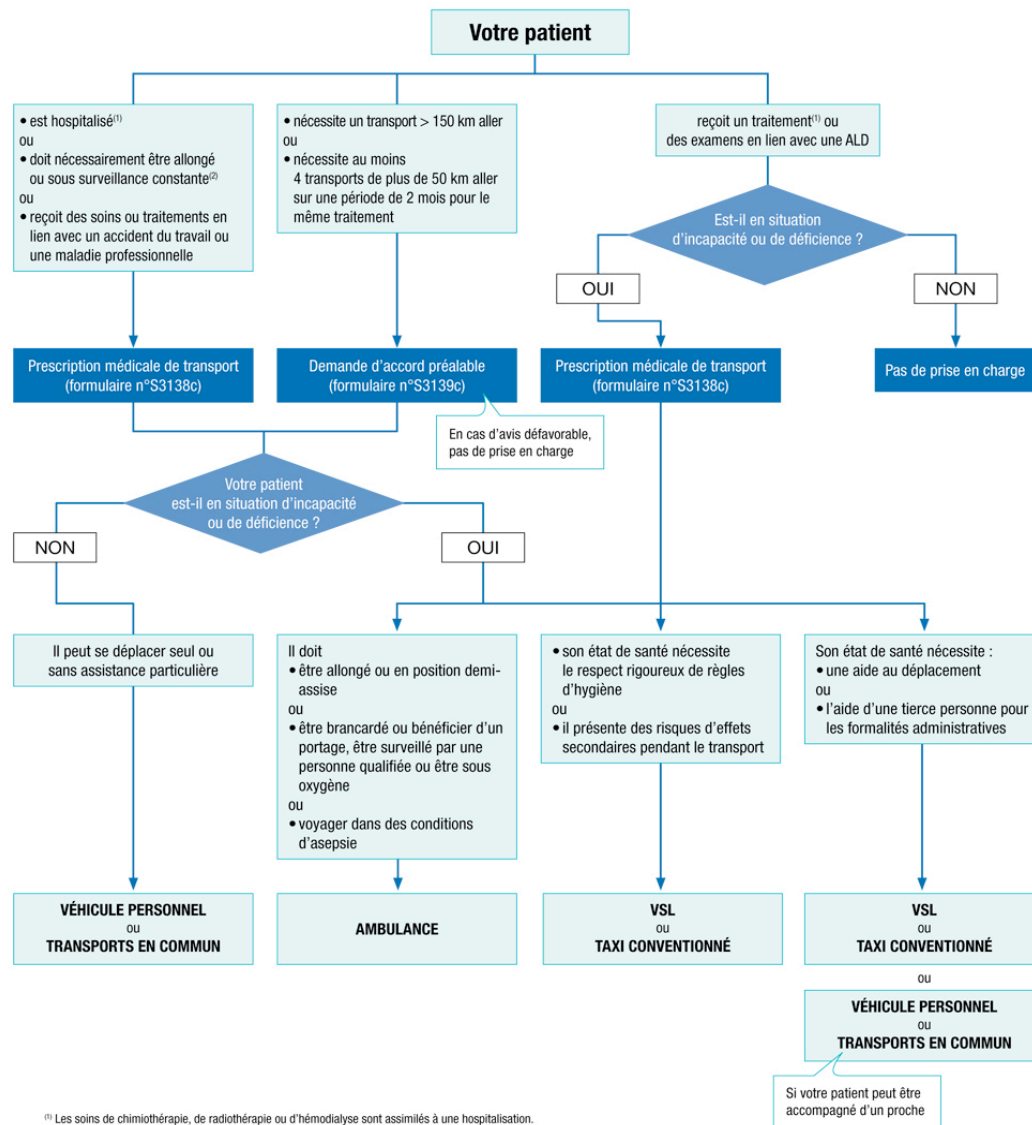 Votre patient
• est hospitalisé(1)
ou
• doit nécessairement être allongé
ou sous surveillance constante(2)
ou
• reçoit des soins ou traitements en
lien avec un accident du travail ou
une maladie professionnelle
• nécessite un transport > 150 km aller
ou
• nécessite au moins
4 transports de plus de 50 km aller
sur une période de 2 mois pour le
même traitement
reçoit un traitement(1) ou
des examens en lien avec une ALD
Est-il en situation
d'incapacité ou de déficience ?
OUI
NON
Prescription médicale de transport
(formulaire n°S3138c)
Demande d'accord préalable
(formulaire n°S3139c)
Prescription médicale de transport
(formulaire n°S3138c)
Pas de prise en charge
En cas d'avis défavorable,
pas de prise en charge
Votre patient
est-il en situation d'incapacité
ou de déficience ?
NON
OUI
Il peut se déplacer seul ou
sans assistance particulière
Il doit
• être allongé ou en position demi-
assise
ou
• être brancardé ou bénéficier d'un
portage, être surveillé par une
personne qualifiée ou être sous
oxygène
ou
• voyager dans des conditions
d'asepsie
• son état de santé nécessite
le respect rigoureux de règles
d'hygiène
ou
• il présente des risques d'effets
secondaires pendant le transport
Son état de santé nécessite :
• une aide au déplacement
ou
• l'aide d'une tierce personne pour
les formalités administratives
VÉHICULE PERSONNEL
ou
TRANSPORTS EN COMMUN
AMBULANCE
VSL
ou
TAXI CONVENTIONNÉ
VSL
ou
TAXI CONVENTIONNÉ
ou
VÉHICULE PERSONNEL
ou
TRANSPORTS EN COMMUN
Si votre patient peut être
accompagné d'un proche
(1) Les soins de chimiothérapie, de radiothérapie ou d'hémodialyse sont assimilés à une hospitalisation.